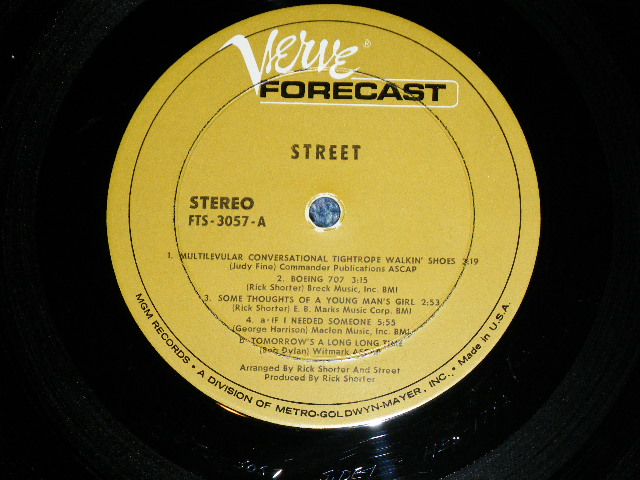 Verve®
FORECAST
STREET
STEREO
FTS-3057-A
1. MULTILEVULAR CONVERSATIONAL TIGHTROPE WALKIN' SHOES 3:19
(Judy Fine) Commander Publications ASCAP
2. BOEING 707 3:15
(Rick Shorter) Breck Music, Inc. BMI
3. SOME THOUGHTS OF A YOUNG MAN'S GIRL 2:53
(Rick Shorter) E. B. Marks Music Corp. BMI
4. a-IF I NEEDED SOMEONE 5:55
(George Harrison) Maclen Music, Inc. BMI
b- TOMORROW'S A LONG LONG TIME
(Bob Dylan) Witmark ASCAP
Arranged By Rick Shorter And Street
Produced By Rick Shorter
MGM RECORDS • A DIVISION OF METRO-GOLDWYN-MAYER, INC. • Made in U.S.A.